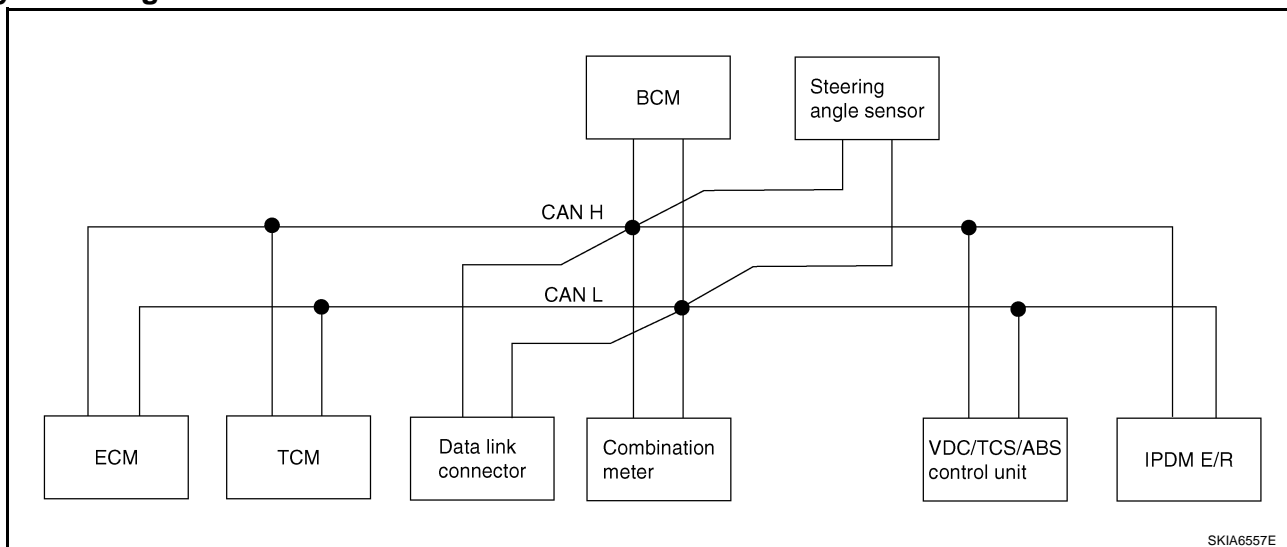 BCM
Steering
angle sensor
CAN H
CAN L
ECM
TCM
Data link
connector
Combination
meter
VDC/TCS/ABS
control unit
IPDM E/R
SKIA6557E